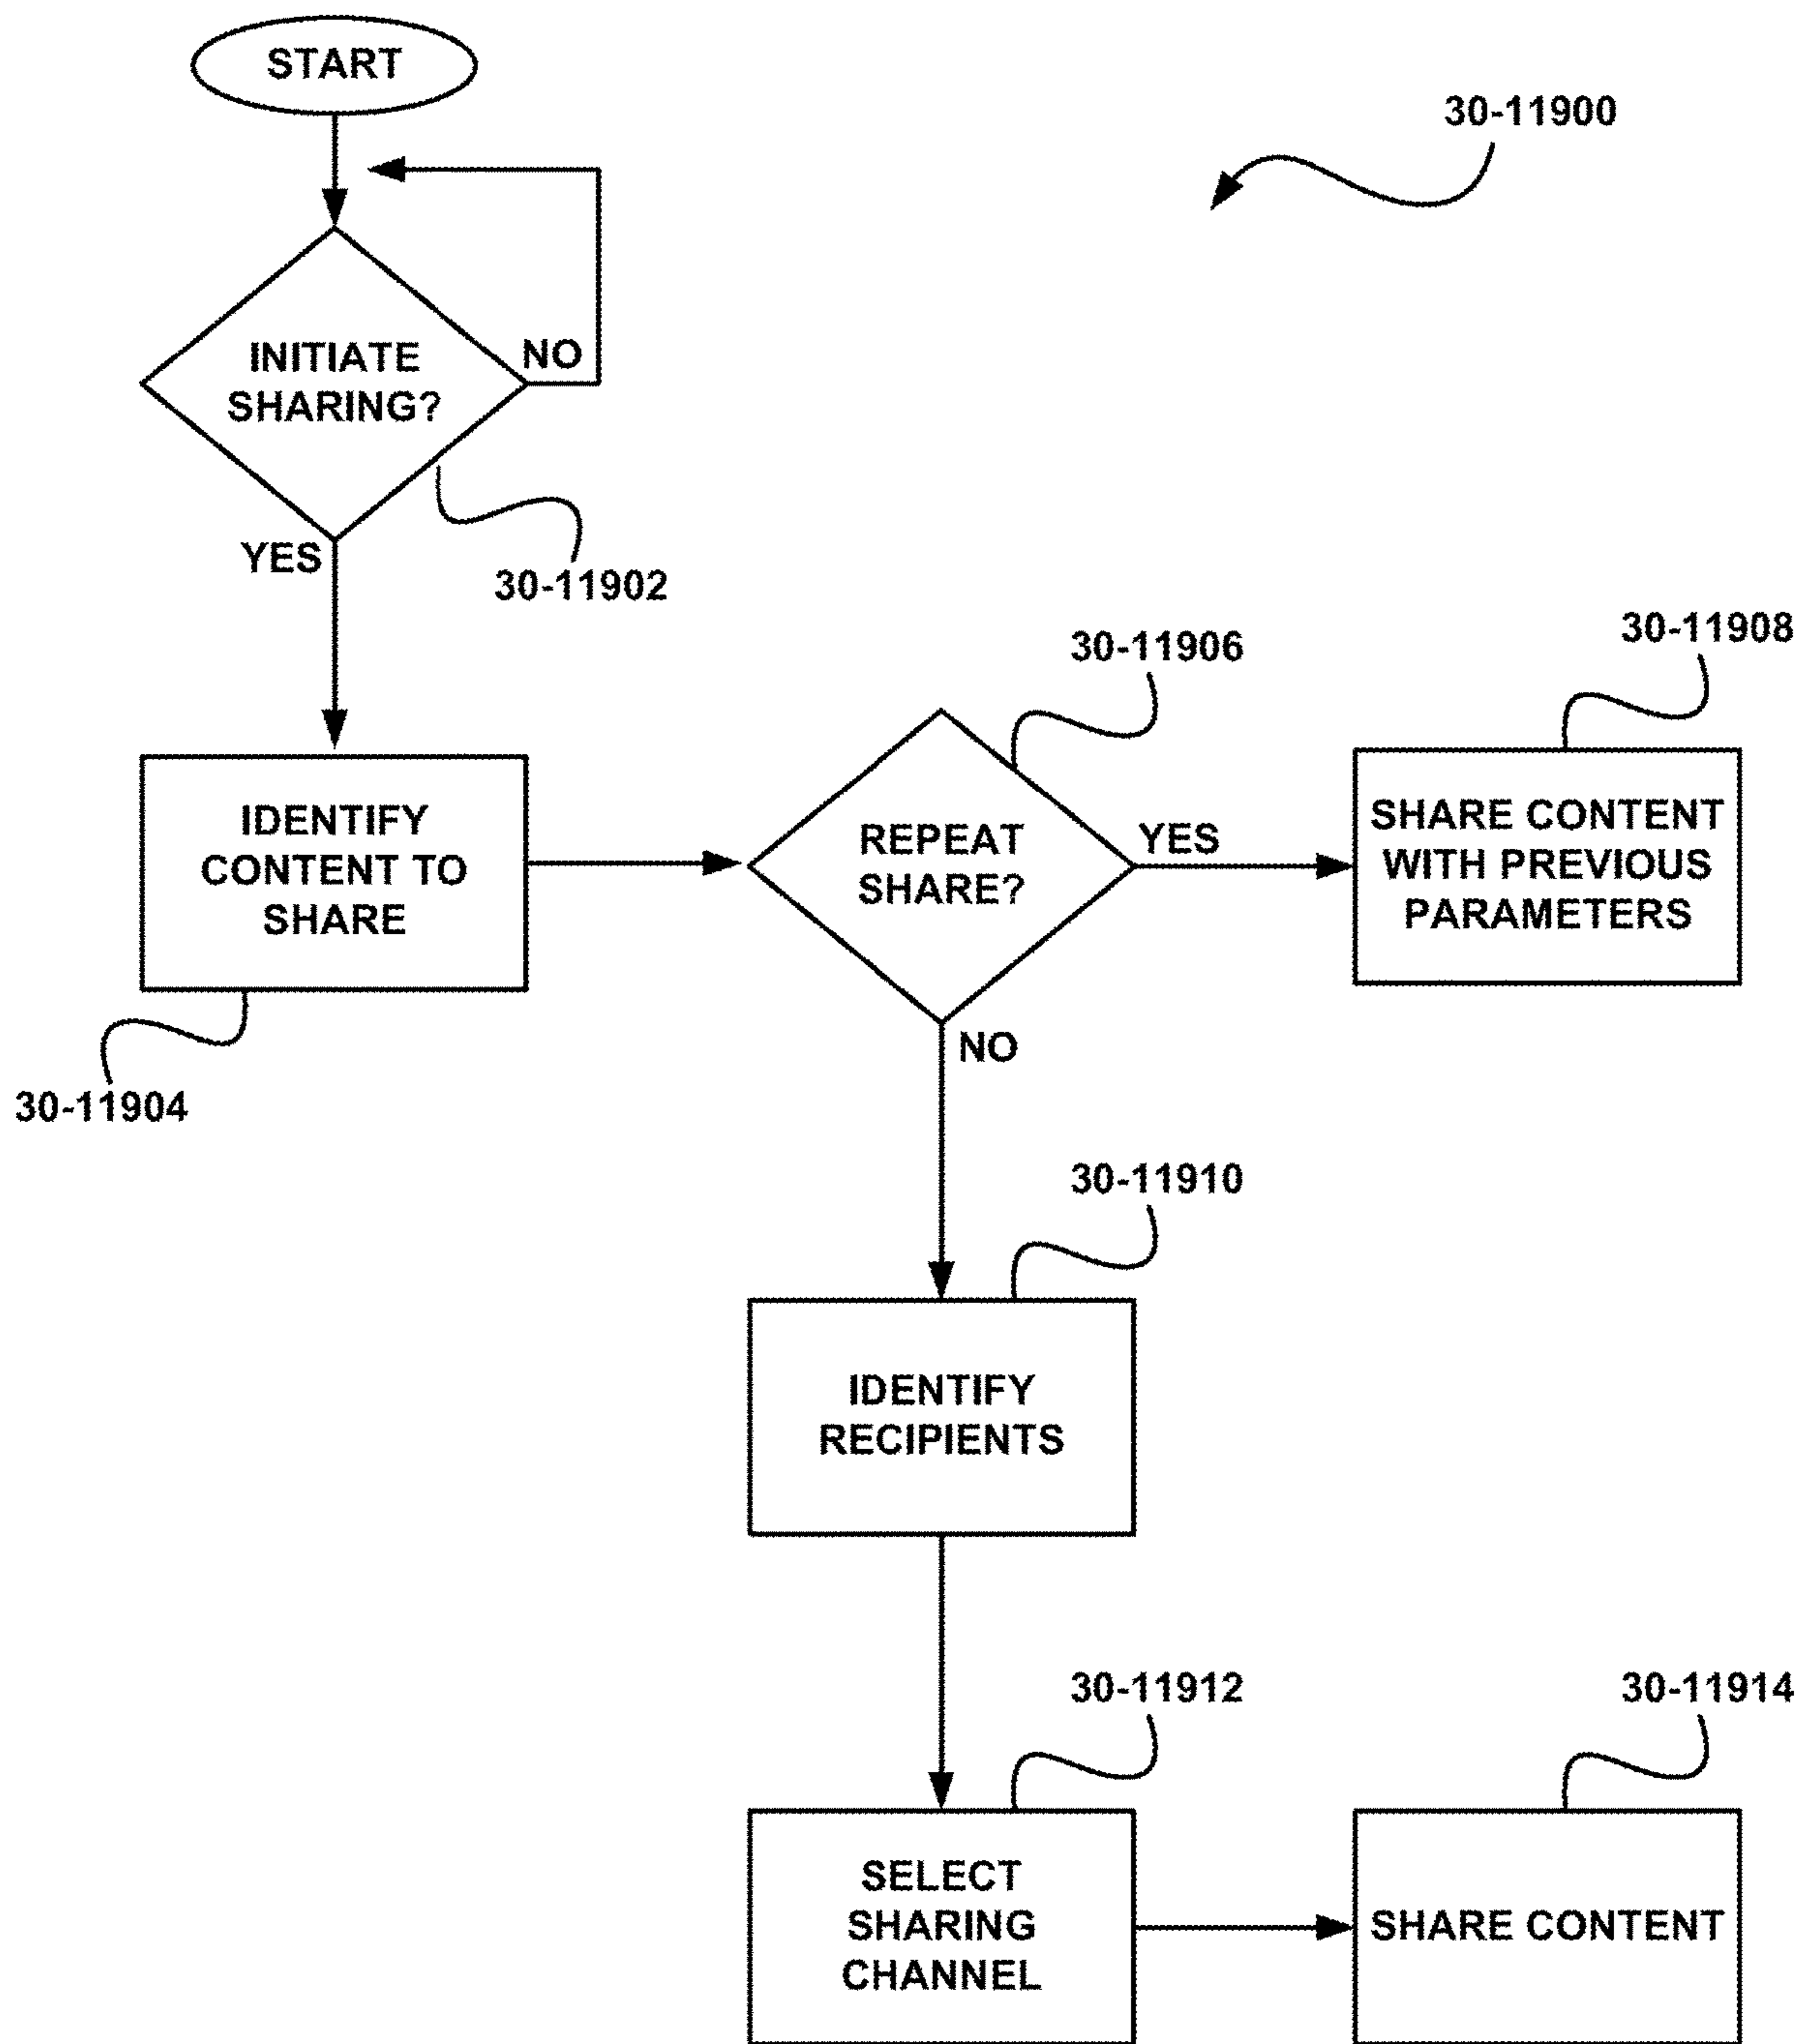 START
30-11900
INITIATE
SHARING?
NO
YES
30-11902
30-11906
30-11908
IDENTIFY
CONTENT TO
SHARE
30-11904
REPEAT
SHARE?
YES
NO
SHARE CONTENT
WITH PREVIOUS
PARAMETERS
30-11910
IDENTIFY
RECIPIENTS
30-11912
30-11914
SELECT
SHARING
CHANNEL
SHARE CONTENT